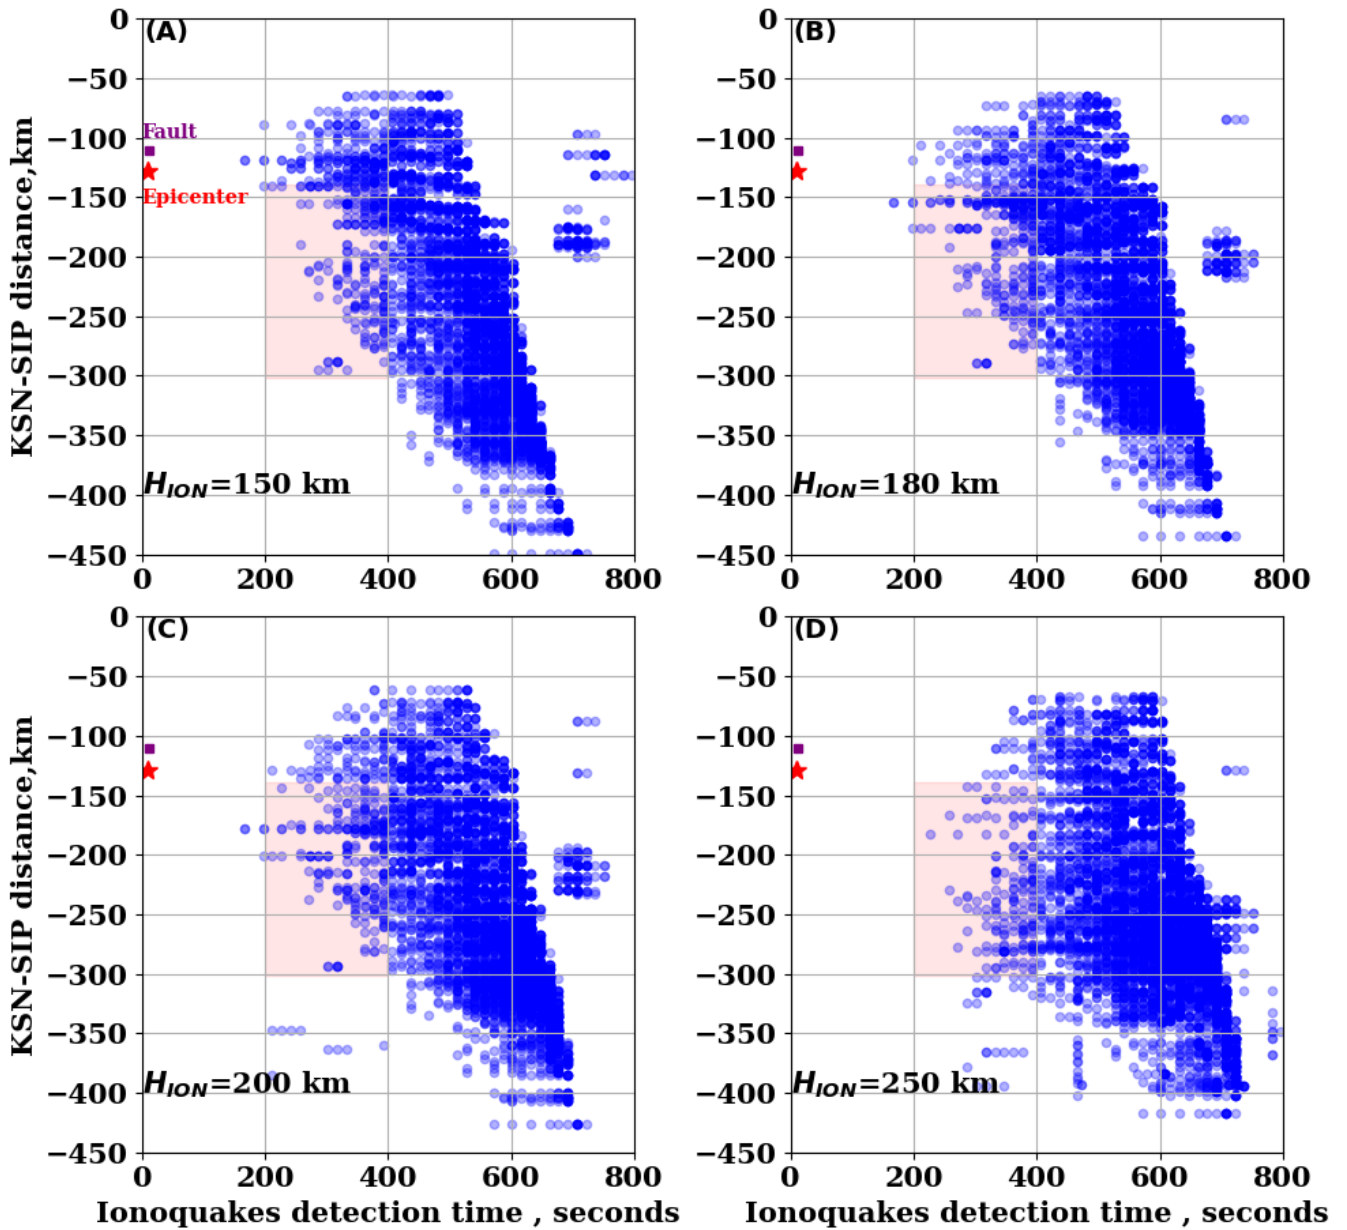 (A)
0
−50
−100
−150
−200
−250
−300
−350
−400
−450
KSN-SIP distance,km
Fault
Epicenter
H_ION=150 km
0 200 400 600 800
(B)
0
−50
−100
−150
−200
−250
−300
−350
−400
−450
H_ION=180 km
0 200 400 600 800
(C)
0
−50
−100
−150
−200
−250
−300
−350
−400
−450
KSN-SIP distance,km
H_ION=200 km
0 200 400 600 800
Ionoquakes detection time , seconds
(D)
0
−50
−100
−150
−200
−250
−300
−350
−400
−450
H_ION=250 km
0 200 400 600 800
Ionoquakes detection time , seconds